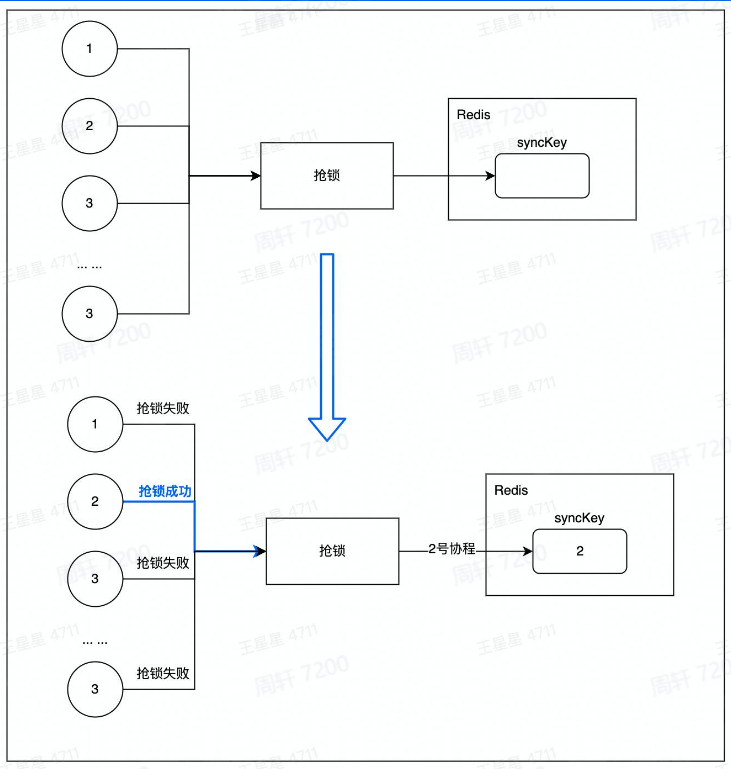 1
2
3
... ...
3
抢锁
Redis
syncKey
1
抢锁失败
2
抢锁成功
3
抢锁失败
... ...
3
抢锁失败
抢锁
2号协程
Redis
syncKey
2
王星星 4711
周轩 7200